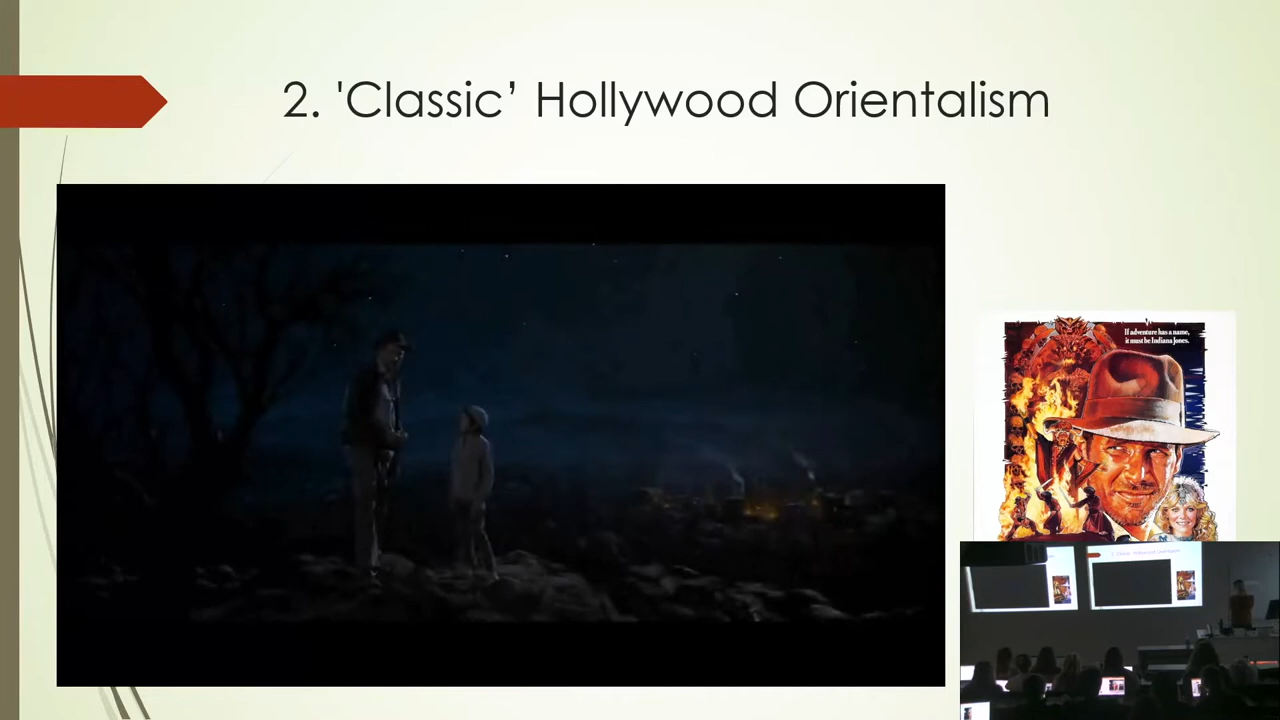 2. 'Classic’ Hollywood Orientalism
If adventure has a name,
it must be Indiana Jones.